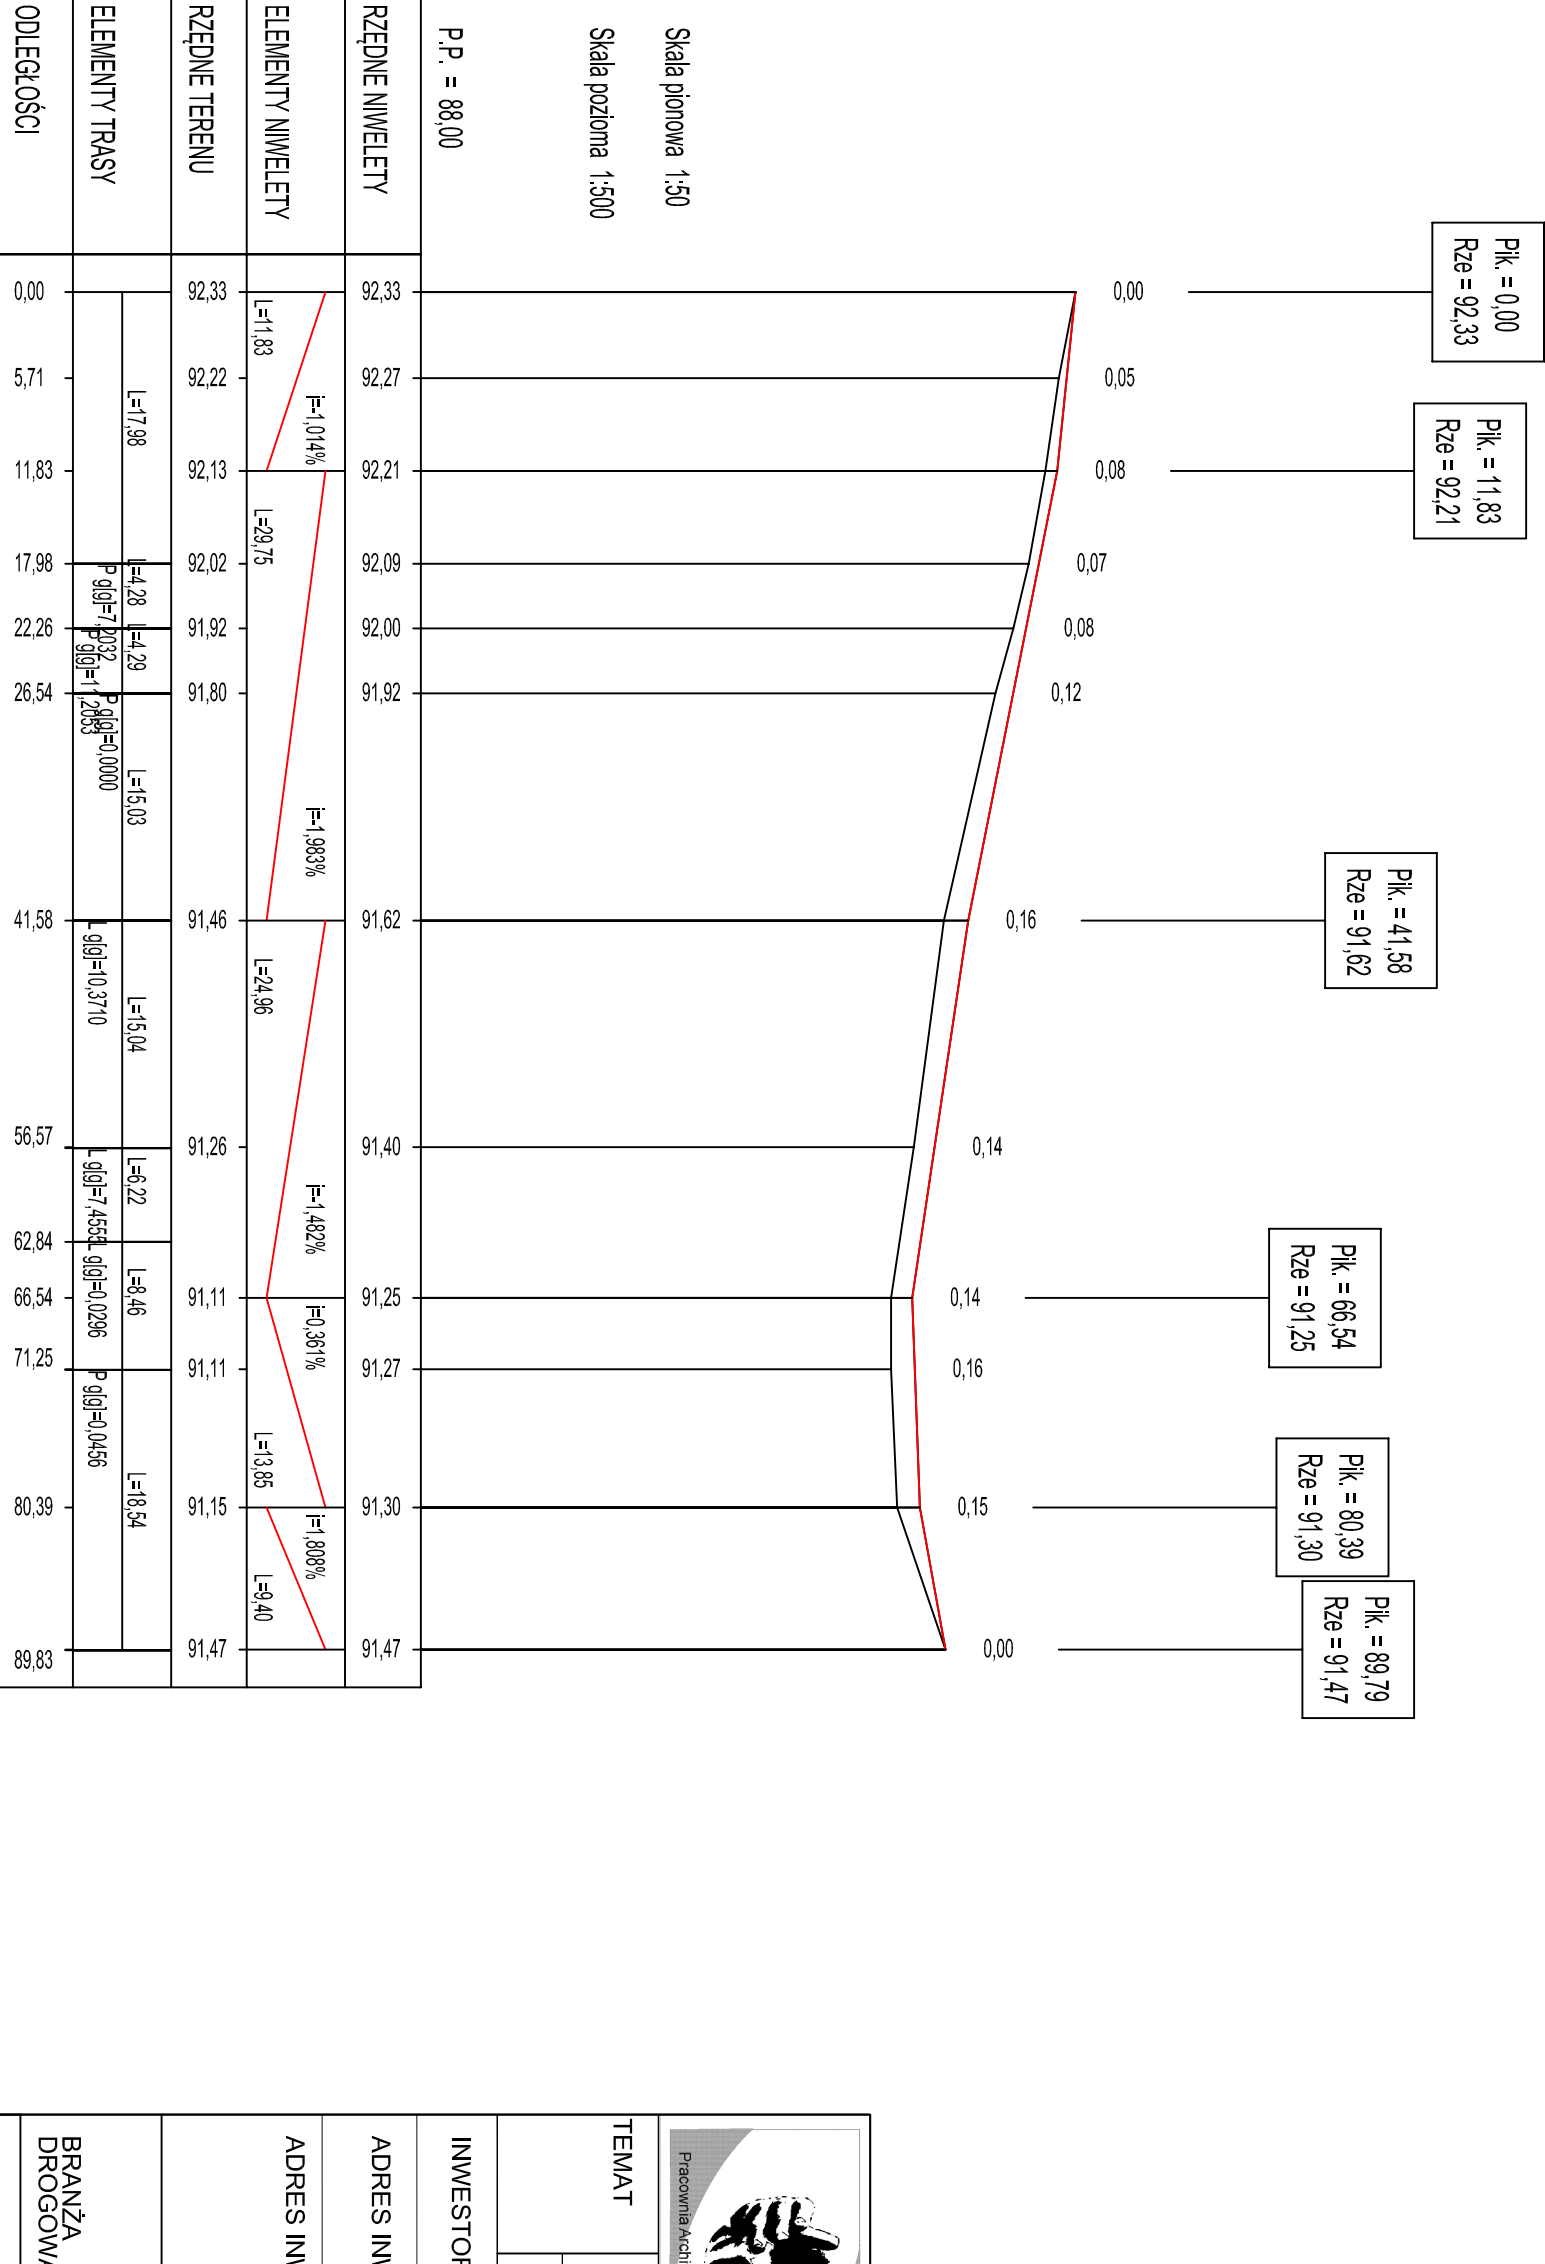 Pik. = 0,00
Rze = 92,33
Pik. = 11,83
Rze = 92,21
Pik. = 41,58
Rze = 91,62
Pik. = 66,54
Rze = 91,25
Pik. = 80,39
Rze = 91,30
Pik. = 89,79
Rze = 91,47
0,00 0,05 0,08 0,07 0,08 0,12 0,16 0,14 0,14 0,16 0,15 0,00
Skala pionowa 1:50
Skala pozioma 1:500
P.P. = 88,00
RZĘDNE NIWELETY 92,33 92,27 92,21 92,09 92,00 91,92 91,62 91,40 91,25 91,27 91,30 91,47
ELEMENTY NIWELETY
i=-1,014% i=-1,983% i=-1,482% i=0,361% i=1,808%
L=11,83 L=29,75 L=24,96 L=13,85 L=9,40
RZĘDNE TERENU 92,33 92,22 92,13 92,02 91,92 91,80 91,46 91,26 91,11 91,11 91,15 91,47
ELEMENTY TRASY
L=17,98 L=4,28 L=4,29 L=15,03 L=15,04 L=6,22 L=8,46 L=18,54
P g[g]=7,2032 P g[g]=11,2053 P g[g]=0,0000 L g[g]=10,3710 L g[g]=7,4555 L g[g]=0,0296 P g[g]=0,0456
ODLEGŁOŚCI 0,00 5,71 11,83 17,98 22,26 26,54 41,58 56,57 62,84 66,54 71,25 80,39 89,83
Pracownia Archi
TEMAT
INWESTOR
ADRES INW
ADRES INW
BRANŻA
DROGOWA